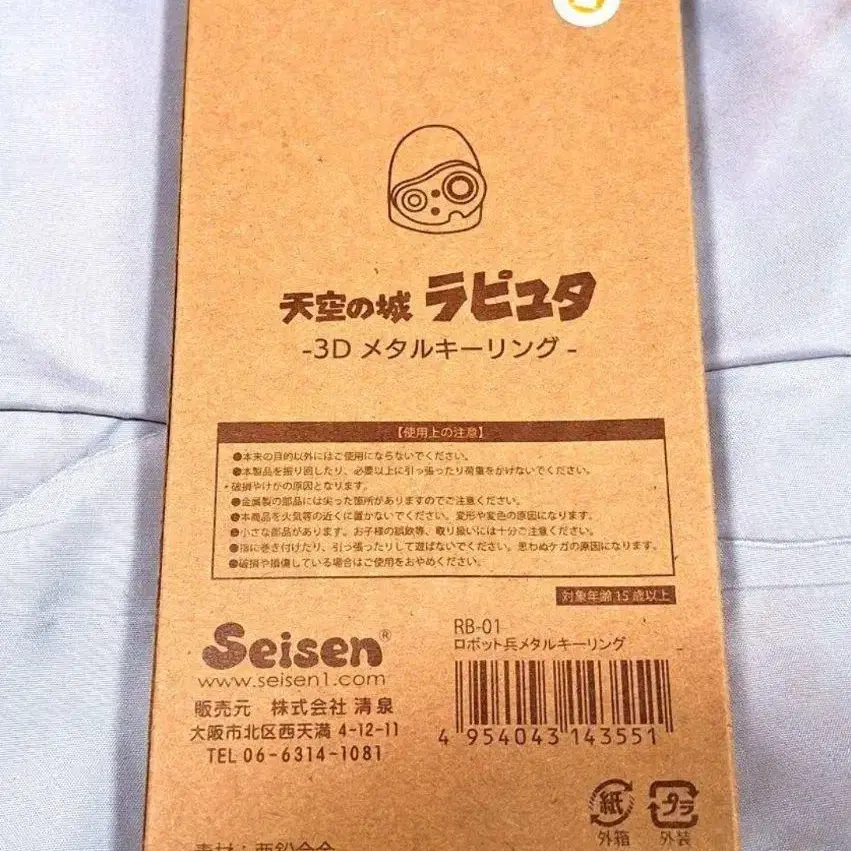 天空の城 ラピュタ
-3D メタルキーリング-
【使用上の注意】
●本来の目的以外にはご使用にならないでください。
●本製品を振り回したり、必要以上に引っ張ったり荷重をかけないでください。
破損やけがの原因となります。
●金属製の部品には尖った箇所がありますのでご注意ください。
●本商品を火気等の近くに置かないでください。変形や変色の原因になります。
●小さな部品があります。お子様の誤飲等、取り扱いには十分ご注意ください。
●指に巻き付けたり、引っ張ったりして遊ばないでください。思わぬケガの原因になります。
●破損や損傷している場合はご使用をおやめください。
対象年齢15歳以上
Seisen®
www.seisen1.com
販売元 株式会社 清泉
大阪市北区西天満 4-12-11
TEL 06-6314-1081
RB-01
ロボット兵メタルキーリング
4 954043 143551
紙
外箱
プラ
外装
素材：亜鉛合金